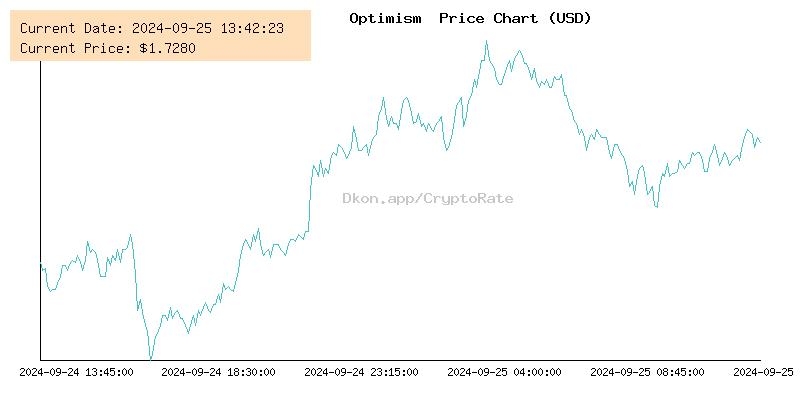 Optimism  Price Chart (USD)
Current Date: 2024-09-25 13:42:23
Current Price: $1.7280
Dkon.app/CryptoRate
2024-09-24 13:45:00 2024-09-24 18:30:00 2024-09-24 23:15:00 2024-09-25 04:00:00 2024-09-25 08:45:00 2024-09-25